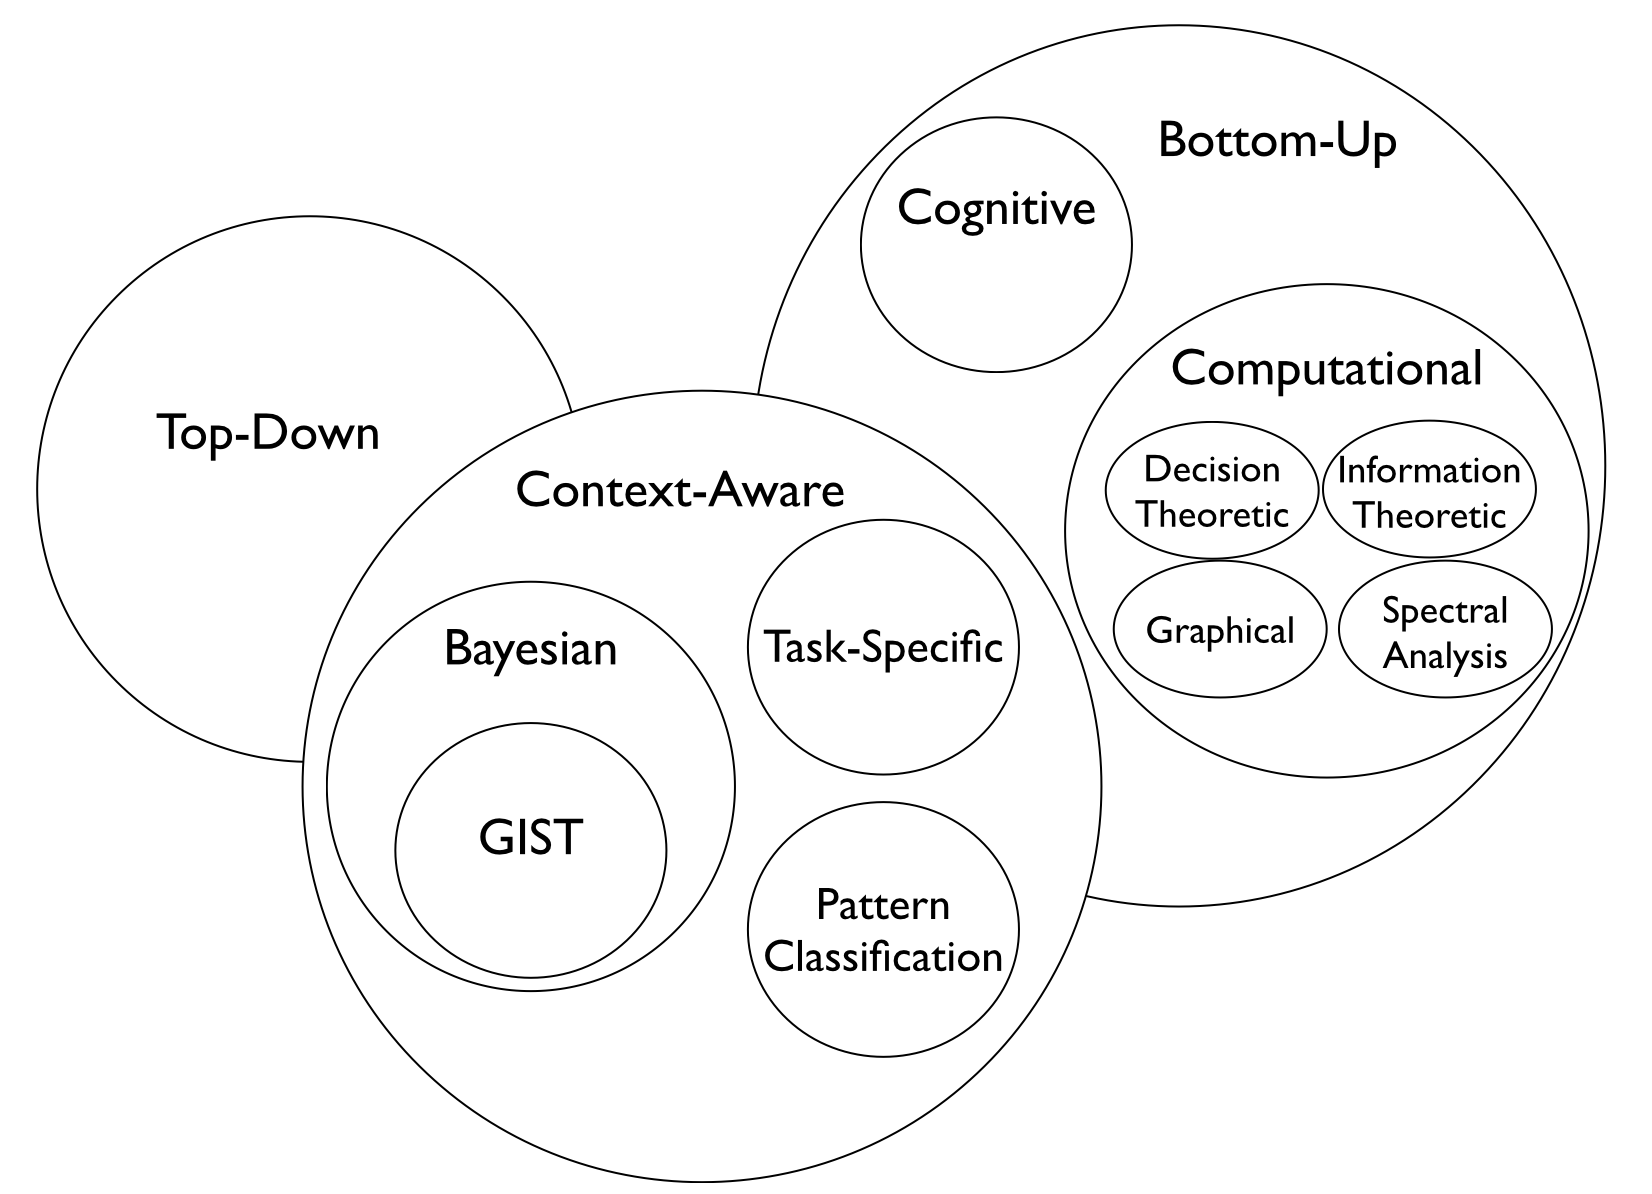 Bottom-Up
Cognitive
Computational
Decision
Theoretic
Information
Theoretic
Graphical
Spectral
Analysis
Top-Down
Context-Aware
Bayesian
GIST
Task-Specific
Pattern
Classification